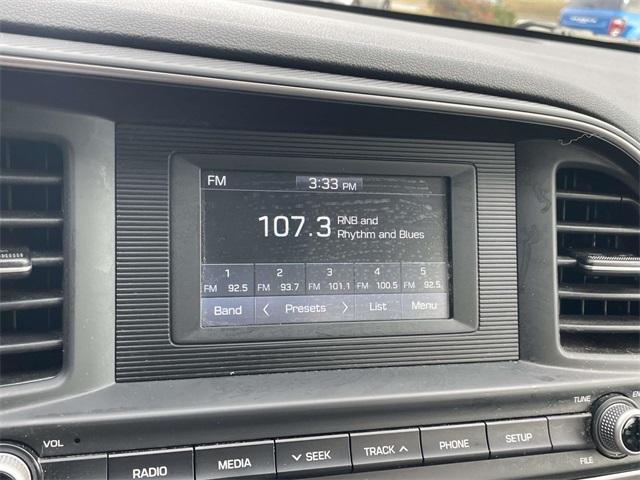 FM 3:33 PM
107.3 RNB and
Rhythm and Blues
1 2 3 4 5
FM 92.5 FM 93.7 FM 101.1 FM 100.5 FM 92.5
Band < Presets > List Menu
VOL TUNE
RADIO MEDIA ∨ SEEK TRACK ∧ PHONE SETUP FILE